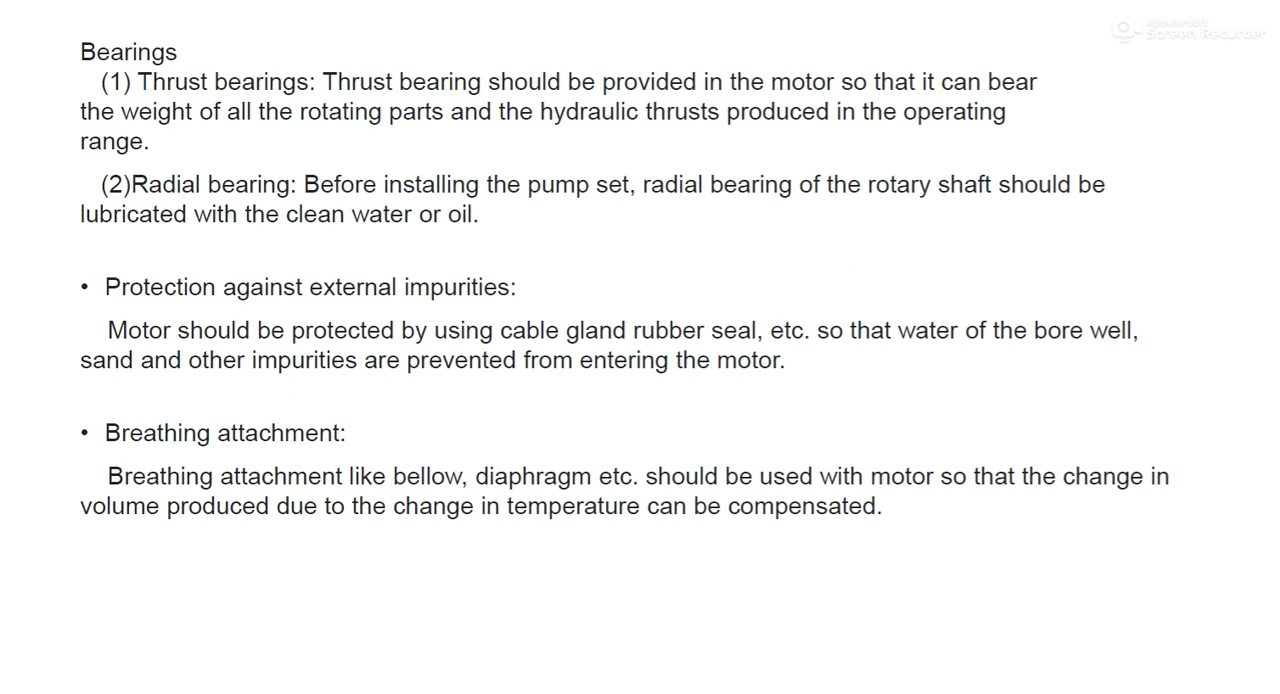 Screen Recorder
Bearings
(1) Thrust bearings: Thrust bearing should be provided in the motor so that it can bear
the weight of all the rotating parts and the hydraulic thrusts produced in the operating
range.
(2)Radial bearing: Before installing the pump set, radial bearing of the rotary shaft should be
lubricated with the clean water or oil.
• Protection against external impurities:
Motor should be protected by using cable gland rubber seal, etc. so that water of the bore well,
sand and other impurities are prevented from entering the motor.
• Breathing attachment:
Breathing attachment like bellow, diaphragm etc. should be used with motor so that the change in
volume produced due to the change in temperature can be compensated.